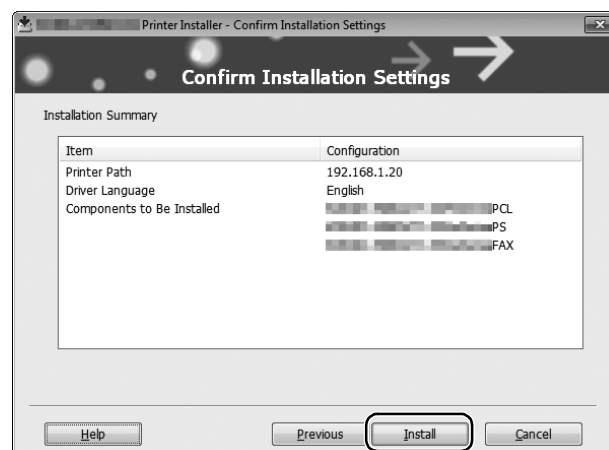 Printer Installer - Confirm Installation Settings
Confirm Installation Settings
Installation Summary
Item Configuration
Printer Path 192.168.1.20
Driver Language English
Components to Be Installed PCL
PS
FAX
Help Previous Install Cancel